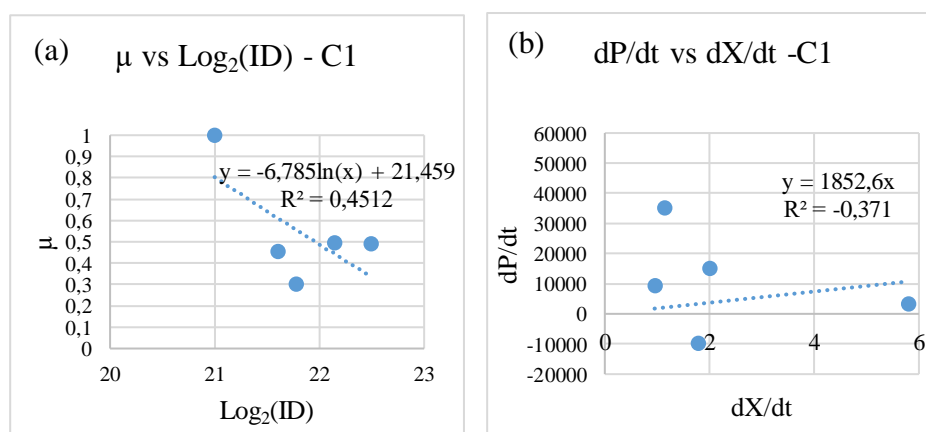 (a)
µ vs Log₂(ID) - C1
1
0,9
0,8
0,7
0,6
0,5
0,4
0,3
0,2
0,1
0
µ
y = -6,785ln(x) + 21,459
R² = 0,4512
20 21 22 23
Log₂(ID)
(b)
dP/dt vs dX/dt -C1
60000
50000
40000
30000
20000
10000
0
-10000
-20000
dP/dt
y = 1852,6x
R² = -0,371
0 2 4 6
dX/dt